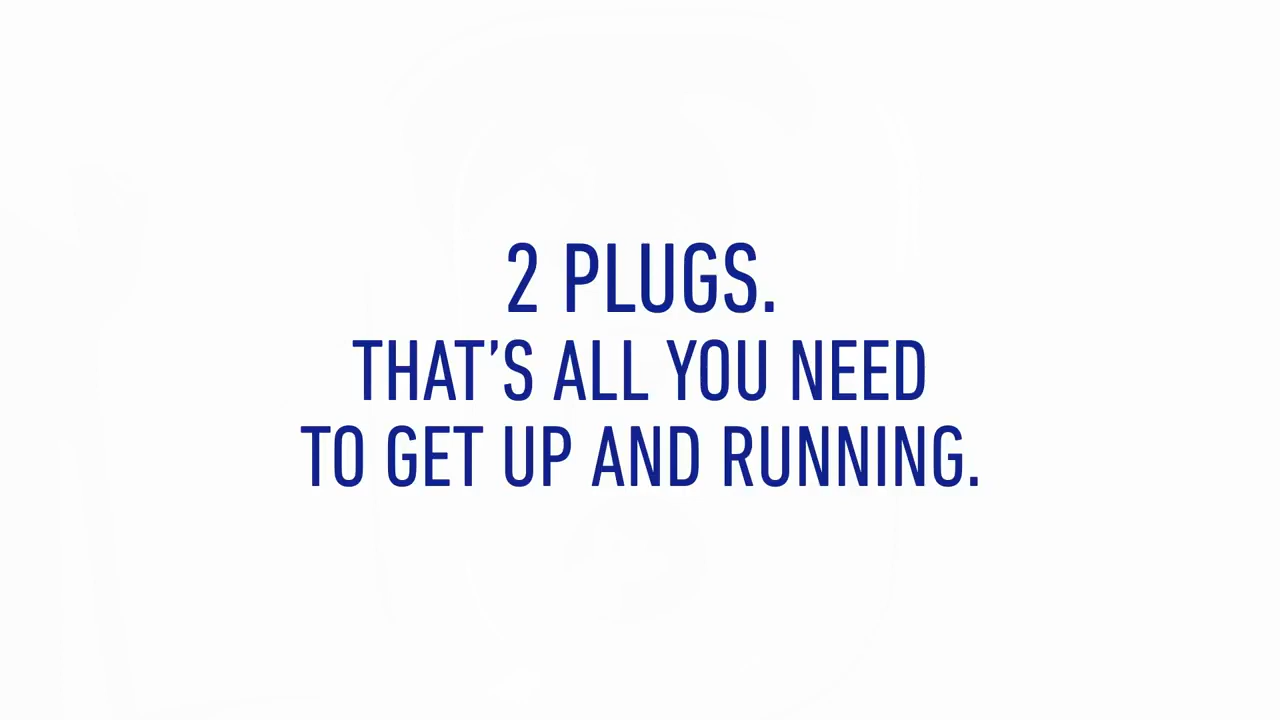 2 PLUGS.
THAT’S ALL YOU NEED
TO GET UP AND RUNNING.